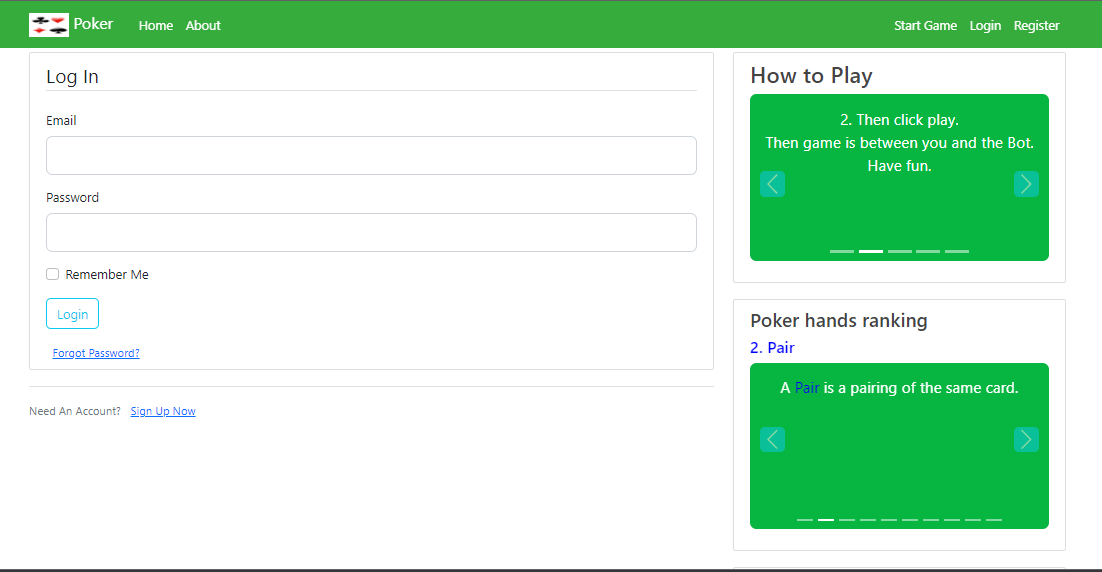 Poker
Home
About
Start Game
Login
Register
Log In
Email
Password
Remember Me
Login
Forgot Password?
Need An Account? Sign Up Now
How to Play
2. Then click play.
Then game is between you and the Bot.
Have fun.
Poker hands ranking
2. Pair
A Pair is a pairing of the same card.